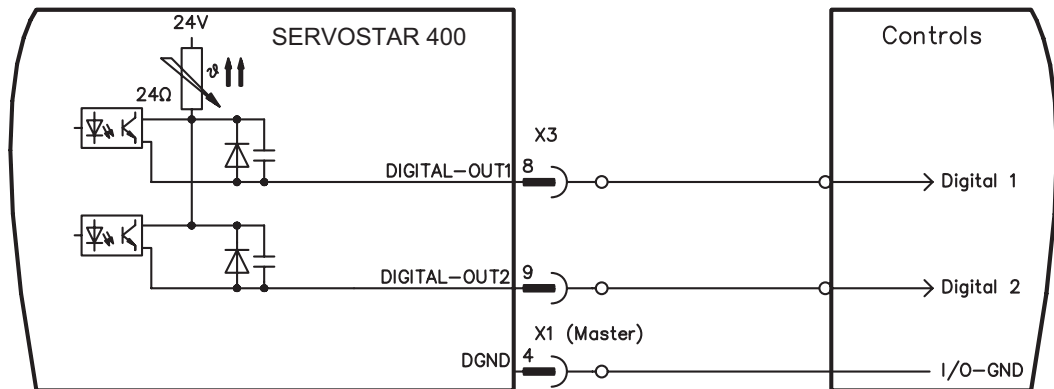 24V
SERVOSTAR 400
Controls
ϑ
24Ω
X3
DIGITAL-OUT1
8
Digital 1
DIGITAL-OUT2
9
Digital 2
X1 (Master)
DGND
4
I/O-GND